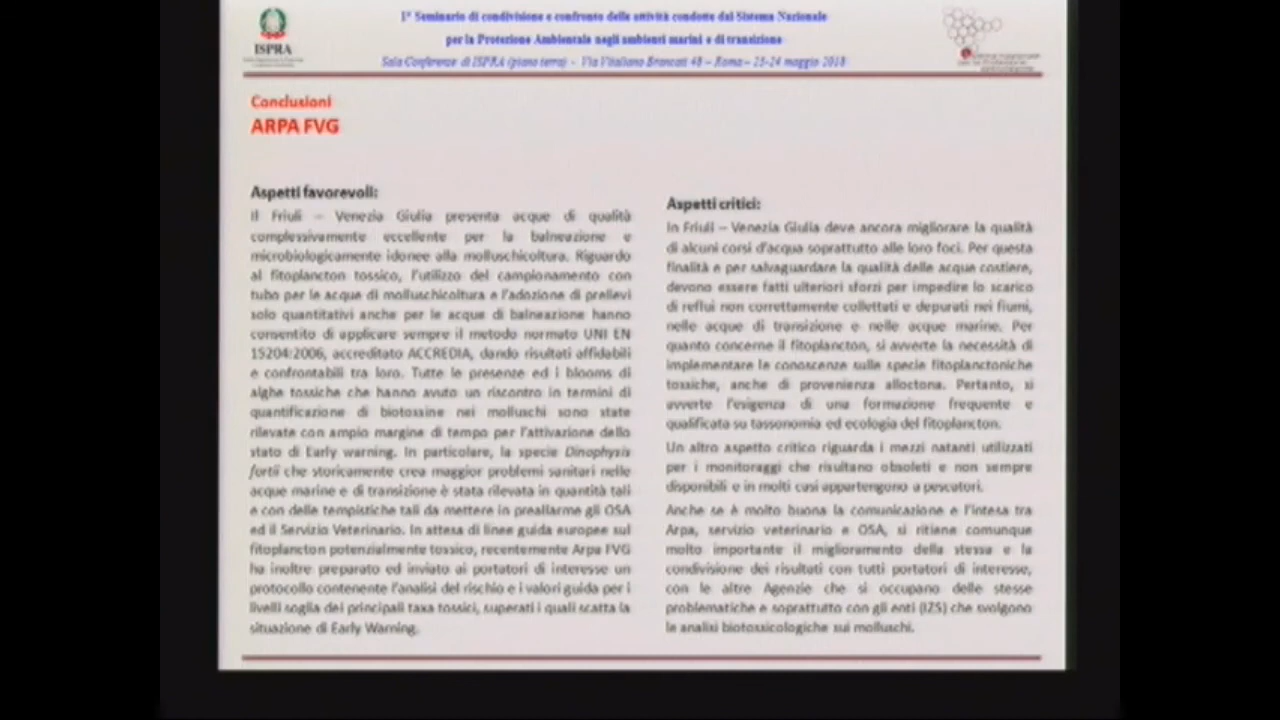 1° Seminario di condivisione e confronto delle attività condotte dal Sistema Nazionale
per la Protezione Ambientale negli ambienti marini e di transizione
Sala Conferenze di ISPRA (piano terra) - Via Vitaliano Brancati 48 – Roma – 23-24 maggio 2018
ISPRA
Conclusioni
ARPA FVG
Aspetti favorevoli:
Il Friuli – Venezia Giulia presenta acque di qualità
complessivamente eccellente per la balneazione e
microbiologicamente idonee alla molluschicoltura. Riguardo
al fitoplancton tossico, l'utilizzo del campionamento con
tubo per le acque di molluschicoltura e l'adozione di prelievi
solo quantitativi anche per le acque di balneazione hanno
consentito di applicare sempre il metodo normato UNI EN
15204:2006, accreditato ACCREDIA, dando risultati affidabili
e confrontabili tra loro. Tutte le presenze ed i blooms di
alghe tossiche che hanno avuto un riscontro in termini di
quantificazione di biotossine nei molluschi sono state
rilevate con ampio margine di tempo per l'attivazione dello
stato di Early warning. In particolare, la specie Dinophysis
fortii che storicamente crea maggior problemi sanitari nelle
acque marine e di transizione è stata rilevata in quantità tali
e con delle tempistiche tali da mettere in preallarme gli OSA
ed il Servizio Veterinario. In attesa di linee guida europee sul
fitoplancton potenzialmente tossico, recentemente Arpa FVG
ha inoltre preparato ed inviato ai portatori di interesse un
protocollo contenente l'analisi del rischio e i valori guida per i
livelli soglia dei principali taxa tossici, superati i quali scatta la
situazione di Early Warning.
Aspetti critici:
In Friuli – Venezia Giulia deve ancora migliorare la qualità
di alcuni corsi d'acqua soprattutto alle loro foci. Per questa
finalità e per salvaguardare la qualità delle acque costiere,
devono essere fatti ulteriori sforzi per impedire lo scarico
di reflui non correttamente collettati e depurati nei fiumi,
nelle acque di transizione e nelle acque marine. Per
quanto concerne il fitoplancton, si avverte la necessità di
implementare le conoscenze sulle specie fitoplanctoniche
tossiche, anche di provenienza alloctona. Pertanto, si
avverte l'esigenza di una formazione frequente e
qualificata su tassonomia ed ecologia del fitoplancton.
Un altro aspetto critico riguarda i mezzi natanti utilizzati
per i monitoraggi che risultano obsoleti e non sempre
disponibili e in molti casi appartengono a pescatori.
Anche se è molto buona la comunicazione e l'intesa tra
Arpa, servizio veterinario e OSA, si ritiene comunque
molto importante il miglioramento della stessa e la
condivisione dei risultati con tutti portatori di interesse,
con le altre Agenzie che si occupano delle stesse
problematiche e soprattutto con gli enti (IZS) che svolgono
le analisi biotossicologiche sui molluschi.